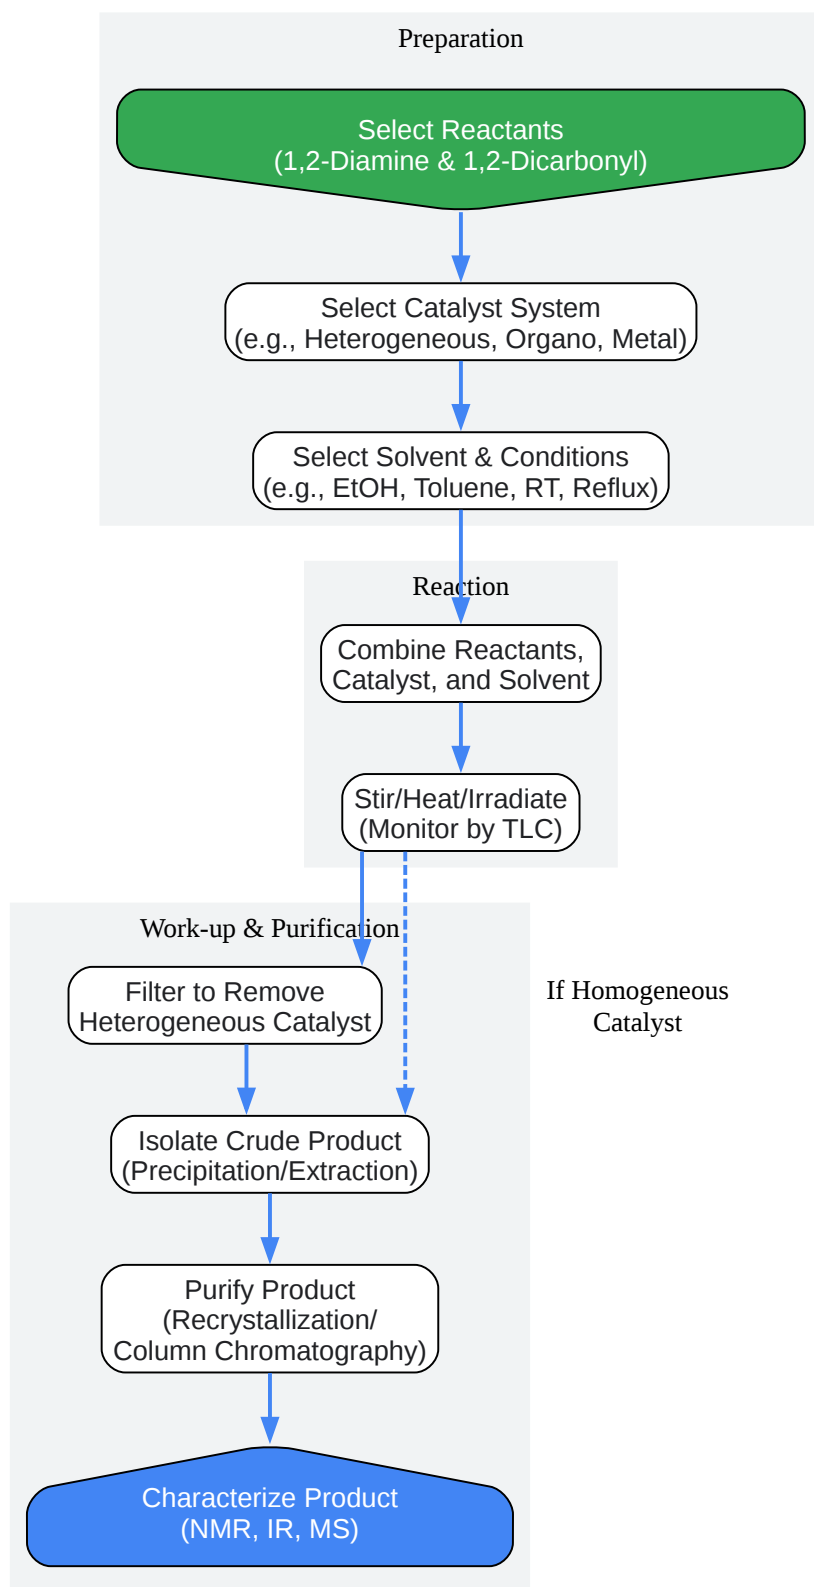 Preparation
Select Reactants
(1,2-Diamine & 1,2-Dicarbonyl)
Select Catalyst System
(e.g., Heterogeneous, Organo, Metal)
Select Solvent & Conditions
(e.g., EtOH, Toluene, RT, Reflux)
Reaction
Combine Reactants,
Catalyst, and Solvent
Stir/Heat/Irradiate
(Monitor by TLC)
Work-up & Purification
Filter to Remove
Heterogeneous Catalyst
If Homogeneous
Catalyst
Isolate Crude Product
(Precipitation/Extraction)
Purify Product
(Recrystallization/
Column Chromatography)
Characterize Product
(NMR, IR, MS)